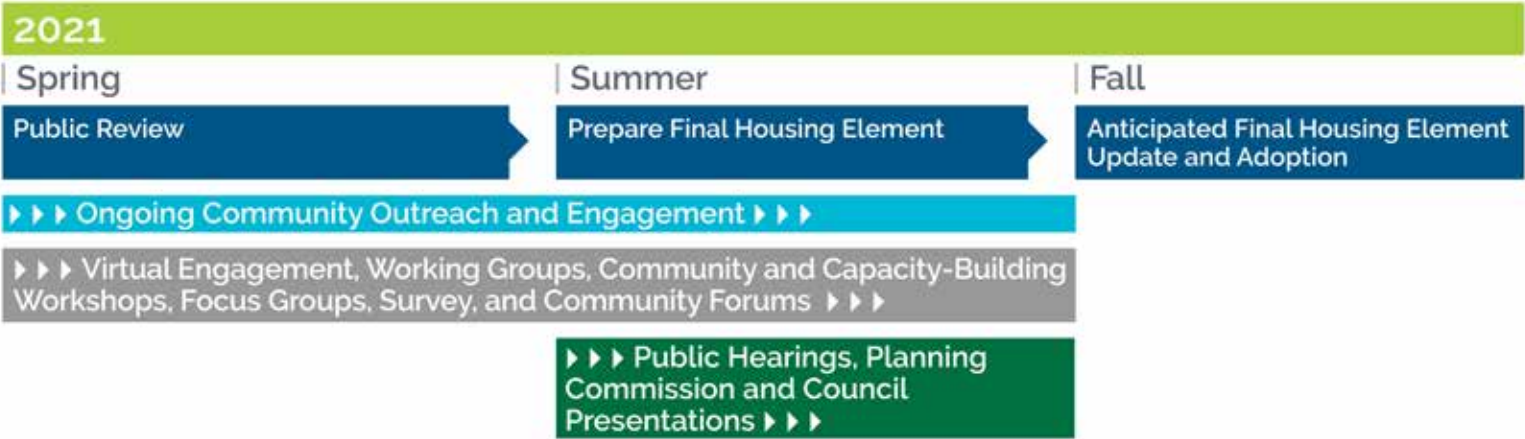 2021
Spring
Summer
Fall
Public Review
Prepare Final Housing Element
Anticipated Final Housing Element
Update and Adoption
Ongoing Community Outreach and Engagement
Virtual Engagement, Working Groups, Community and Capacity-Building
Workshops, Focus Groups, Survey, and Community Forums
Public Hearings, Planning
Commission and Council
Presentations